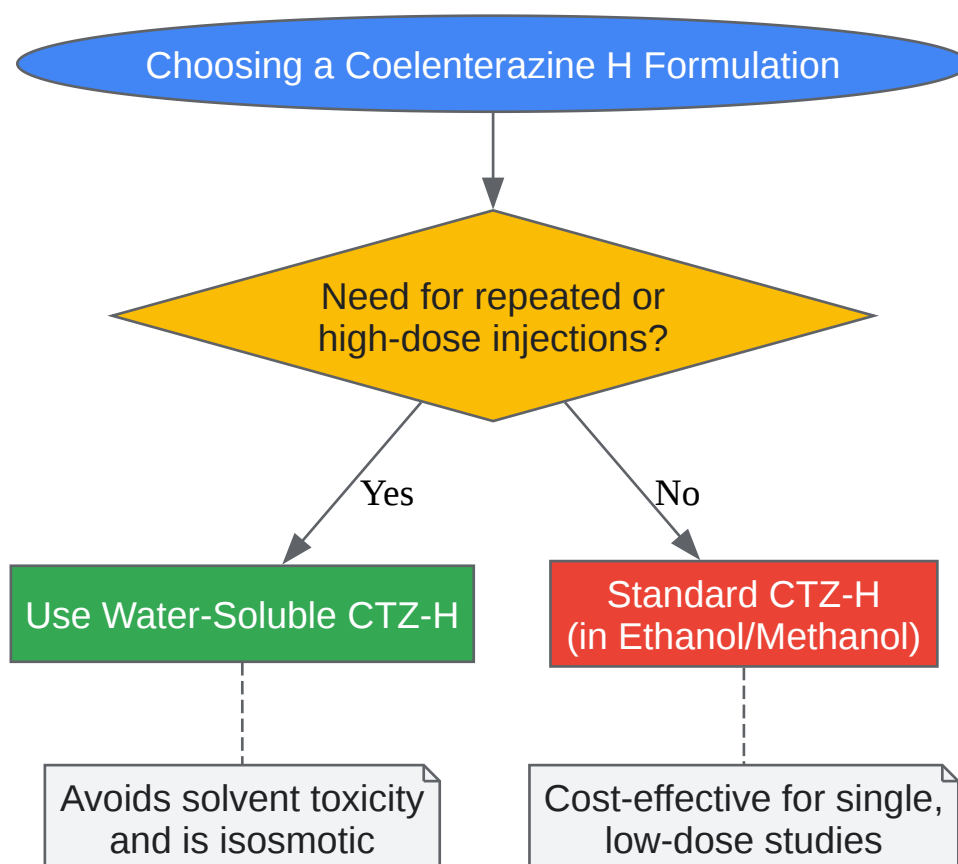 Choosing a Coelenterazine H Formulation
Need for repeated or
high-dose injections?
Yes
No
Use Water-Soluble CTZ-H
Standard CTZ-H
(in Ethanol/Methanol)
Avoids solvent toxicity
and is isosmotic
Cost-effective for single,
low-dose studies